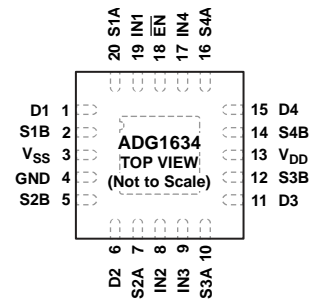 20 S1A
19 IN1
18 EN
17 IN4
16 S4A
D1 1
S1B 2
VSS 3
GND 4
S2B 5
ADG1634
TOP VIEW
(Not to Scale)
15 D4
14 S4B
13 VDD
12 S3B
11 D3
D2 6
S2A 7
IN2 8
IN3 9
S3A 10